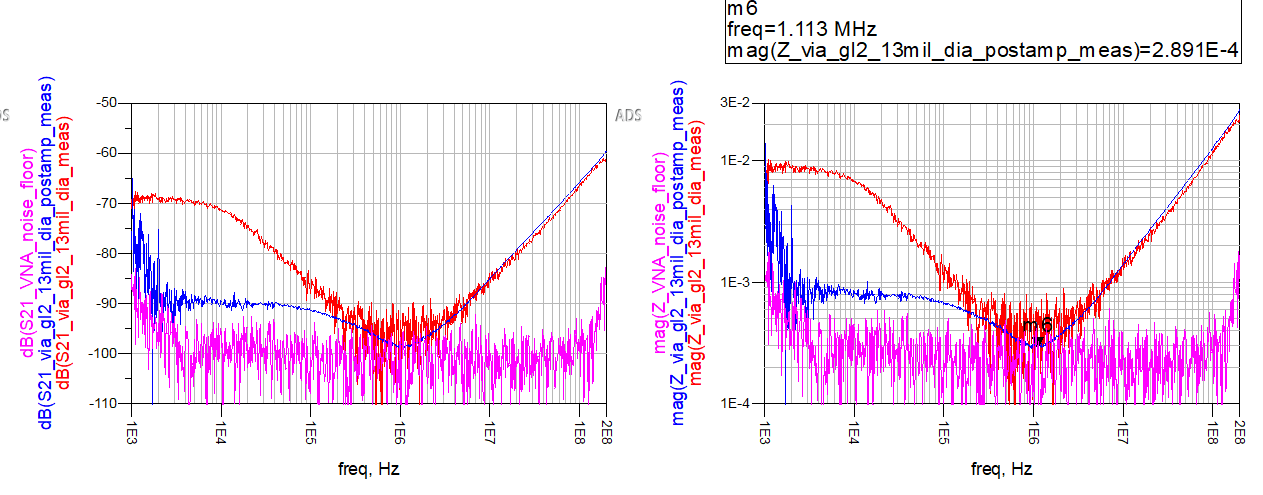 m6
freq=1.113 MHz
mag(Z_via_gl2_13mil_dia_postamp_meas)=2.891E-4
ADS
dB(S21_VNA_noise_floor)
dB(S21_via_gl2_13mil_dia_postamp_meas)
dB(S21_via_gl2_13mil_dia_meas)
-50
-60
-70
-80
-90
-100
-110
1E3
1E4
1E5
1E6
1E7
1E8
2E8
freq, Hz
mag(Z_VNA_noise_floor)
mag(Z_via_gl2_13mil_dia_postamp_meas)
mag(Z_via_gl2_13mil_dia_meas)
3E-2
1E-2
1E-3
1E-4
m6
1E3
1E4
1E5
1E6
1E7
1E8
2E8
freq, Hz